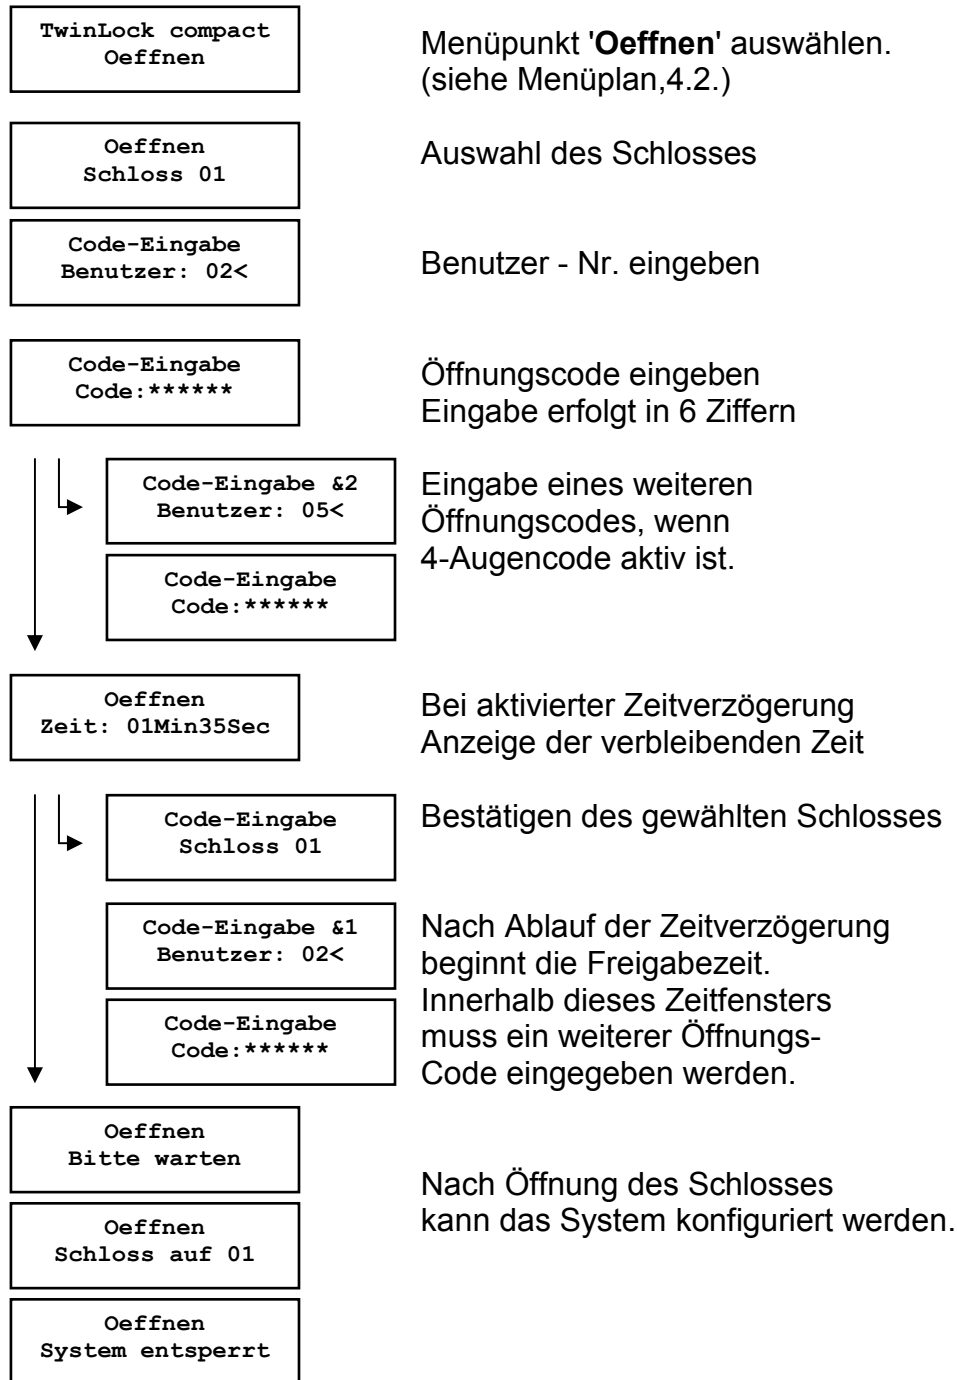 TwinLock compact
Oeffnen
Menüpunkt 'Oeffnen' auswählen.
(siehe Menüplan,4.2.)
Oeffnen
Schloss 01
Auswahl des Schlosses
Code-Eingabe
Benutzer: 02<
Benutzer - Nr. eingeben
Code-Eingabe
Code:******
Öffnungscode eingeben
Eingabe erfolgt in 6 Ziffern
Code-Eingabe &2
Benutzer: 05<
Code-Eingabe
Code:******
Eingabe eines weiteren
Öffnungscodes, wenn
4-Augencode aktiv ist.
Oeffnen
Zeit: 01Min35Sec
Bei aktivierter Zeitverzögerung
Anzeige der verbleibenden Zeit
Code-Eingabe
Schloss 01
Bestätigen des gewählten Schlosses
Code-Eingabe &1
Benutzer: 02<
Code-Eingabe
Code:******
Nach Ablauf der Zeitverzögerung
beginnt die Freigabezeit.
Innerhalb dieses Zeitfensters
muss ein weiterer Öffnungs-
Code eingegeben werden.
Oeffnen
Bitte warten
Oeffnen
Schloss auf 01
Nach Öffnung des Schlosses
kann das System konfiguriert werden.
Oeffnen
System entsperrt